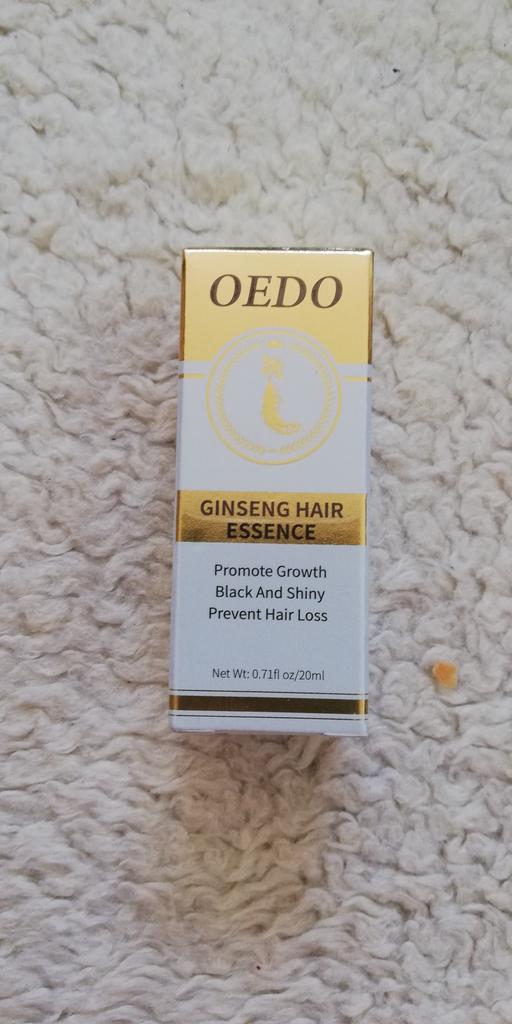 OEDO
GINSENG HAIR
ESSENCE
Promote Growth
Black And Shiny
Prevent Hair Loss
Net Wt: 0.71fl oz/20ml